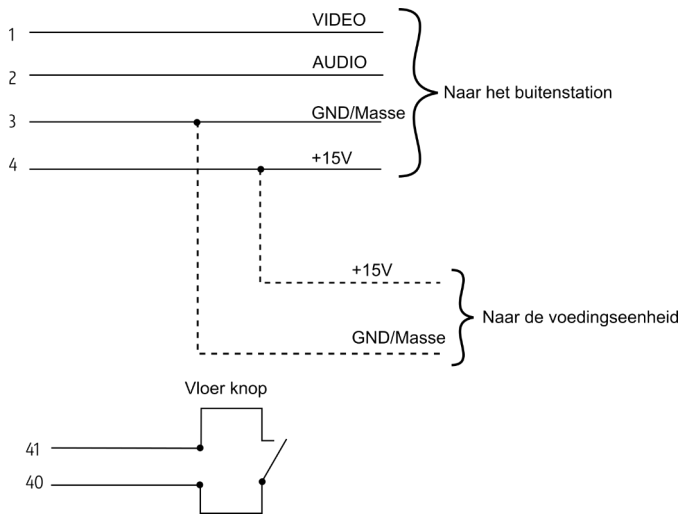 1 VIDEO
2 AUDIO
3 GND/Masse
4 +15V
Naar het buitenstation
+15V
GND/Masse
Naar de voedingseenheid
Vloer knop
41
40